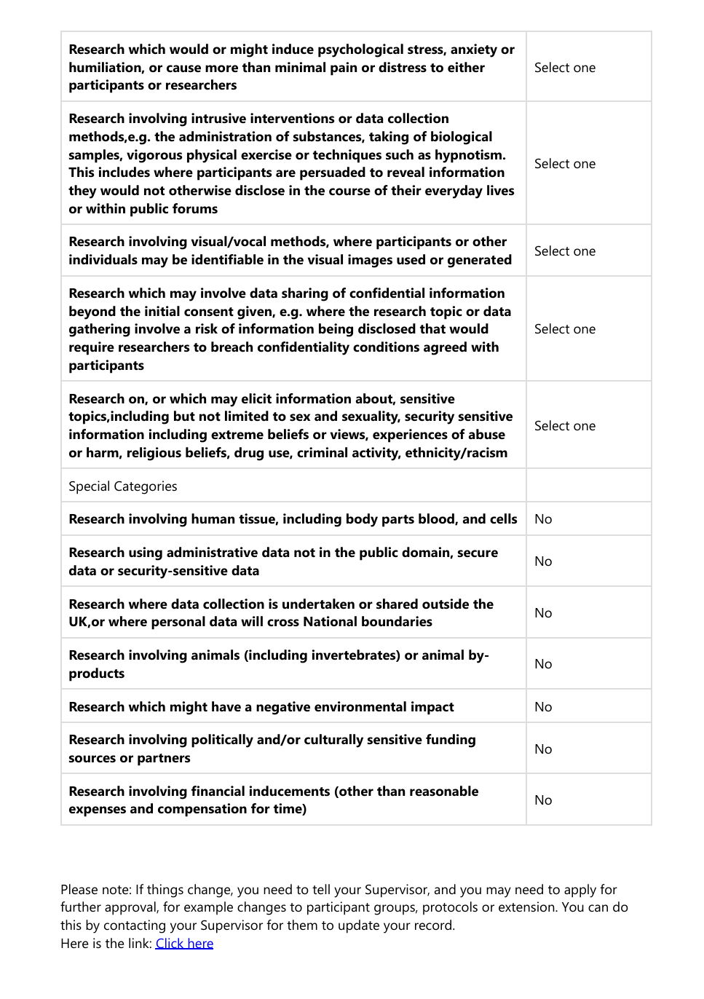 Research which would or might induce psychological stress, anxiety or
humiliation, or cause more than minimal pain or distress to either
participants or researchers
Select one
Research involving intrusive interventions or data collection
methods,e.g. the administration of substances, taking of biological
samples, vigorous physical exercise or techniques such as hypnotism.
This includes where participants are persuaded to reveal information
they would not otherwise disclose in the course of their everyday lives
or within public forums
Select one
Research involving visual/vocal methods, where participants or other
individuals may be identifiable in the visual images used or generated
Select one
Research which may involve data sharing of confidential information
beyond the initial consent given, e.g. where the research topic or data
gathering involve a risk of information being disclosed that would
require researchers to breach confidentiality conditions agreed with
participants
Select one
Research on, or which may elicit information about, sensitive
topics,including but not limited to sex and sexuality, security sensitive
information including extreme beliefs or views, experiences of abuse
or harm, religious beliefs, drug use, criminal activity, ethnicity/racism
Select one
Special Categories
Research involving human tissue, including body parts blood, and cells
No
Research using administrative data not in the public domain, secure
data or security-sensitive data
No
Research where data collection is undertaken or shared outside the
UK,or where personal data will cross National boundaries
No
Research involving animals (including invertebrates) or animal by-
products
No
Research which might have a negative environmental impact
No
Research involving politically and/or culturally sensitive funding
sources or partners
No
Research involving financial inducements (other than reasonable
expenses and compensation for time)
No
Please note: If things change, you need to tell your Supervisor, and you may need to apply for
further approval, for example changes to participant groups, protocols or extension. You can do
this by contacting your Supervisor for them to update your record.
Here is the link: Click here